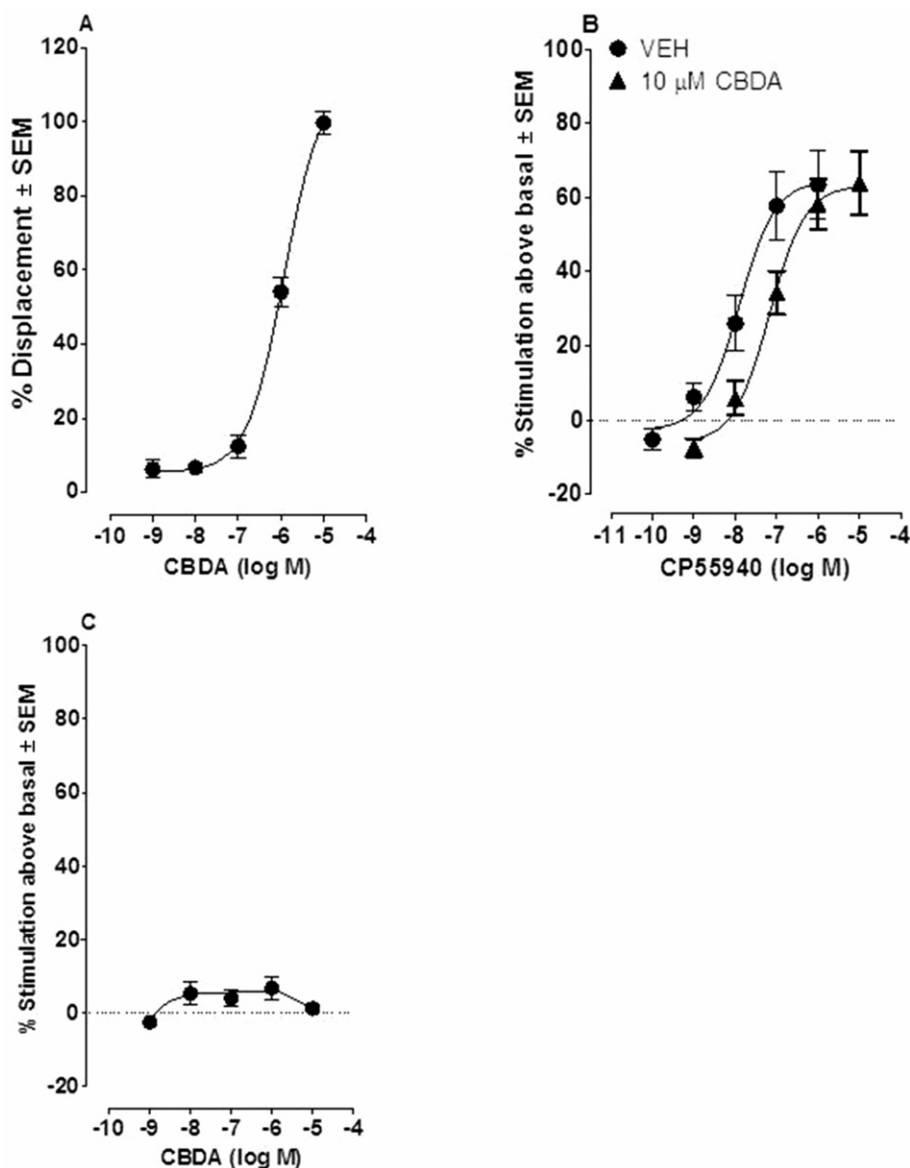 A
% Displacement ± SEM
120
100
80
60
40
20
0
-10 -9 -8 -7 -6 -5 -4
CBDA (log M)
B
VEH
10 µM CBDA
% Stimulation above basal ± SEM
100
80
60
40
20
0
-20
-11 -10 -9 -8 -7 -6 -5 -4
CP55940 (log M)
C
% Stimulation above basal ± SEM
100
80
60
40
20
0
-20
-10 -9 -8 -7 -6 -5 -4
CBDA (log M)